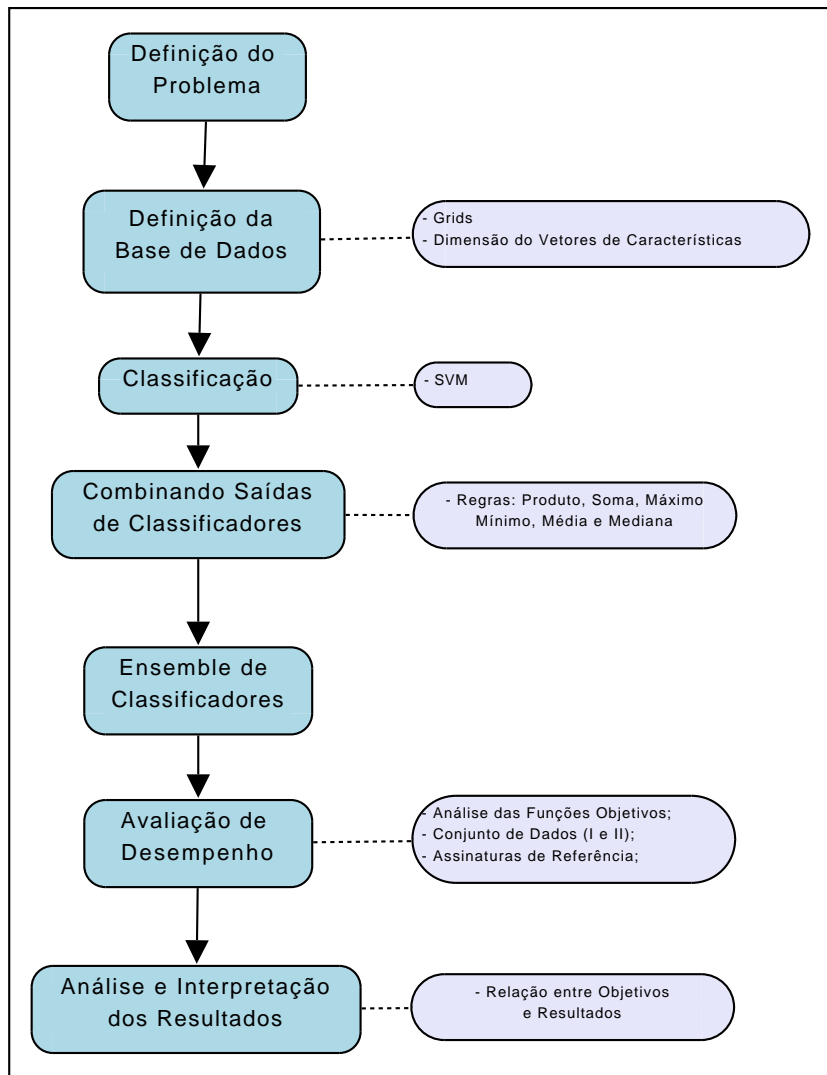 Definição do
Problema
Definição da
Base de Dados
- Grids
- Dimensão do Vetores de Característícas
Classificação
- SVM
Combinando Saídas
de Classificadores
- Regras: Produto, Soma, Máximo
Mínimo, Média e Mediana
Ensemble de
Classificadores
Avaliação de
Desempenho
- Análise das Funções Objetivos;
- Conjunto de Dados (I e II);
- Assinaturas de Referência;
Análise e Interpretação
dos Resultados
- Relação entre Objetivos
e Resultados